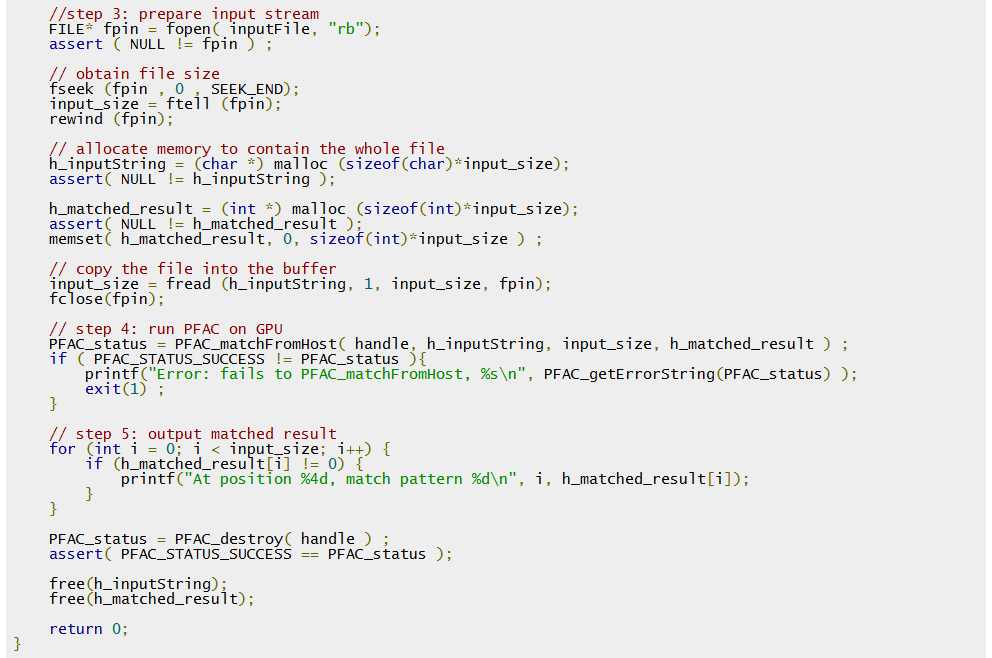 //step 3: prepare input stream
FILE* fpin = fopen( inputFile, "rb");
assert ( NULL != fpin ) ;
// obtain file size
fseek (fpin , 0 , SEEK_END);
input_size = ftell (fpin);
rewind (fpin);
// allocate memory to contain the whole file
h_inputString = (char *) malloc (sizeof(char)*input_size);
assert( NULL != h_inputString );
h_matched_result = (int *) malloc (sizeof(int)*input_size);
assert( NULL != h_matched_result );
memset( h_matched_result, 0, sizeof(int)*input_size ) ;
// copy the file into the buffer
input_size = fread (h_inputString, 1, input_size, fpin);
fclose(fpin);
// step 4: run PFAC on GPU
PFAC_status = PFAC_matchFromHost( handle, h_inputString, input_size, h_matched_result ) ;
if ( PFAC_STATUS_SUCCESS != PFAC_status ){
printf("Error: fails to PFAC_matchFromHost, %s\n", PFAC_getErrorString(PFAC_status) );
exit(1) ;
}
// step 5: output matched result
for (int i = 0; i < input_size; i++) {
if (h_matched_result[i] != 0) {
printf("At position %4d, match pattern %d\n", i, h_matched_result[i]);
}
}
PFAC_status = PFAC_destroy( handle ) ;
assert( PFAC_STATUS_SUCCESS == PFAC_status );
free(h_inputString);
free(h_matched_result);
return 0;
}